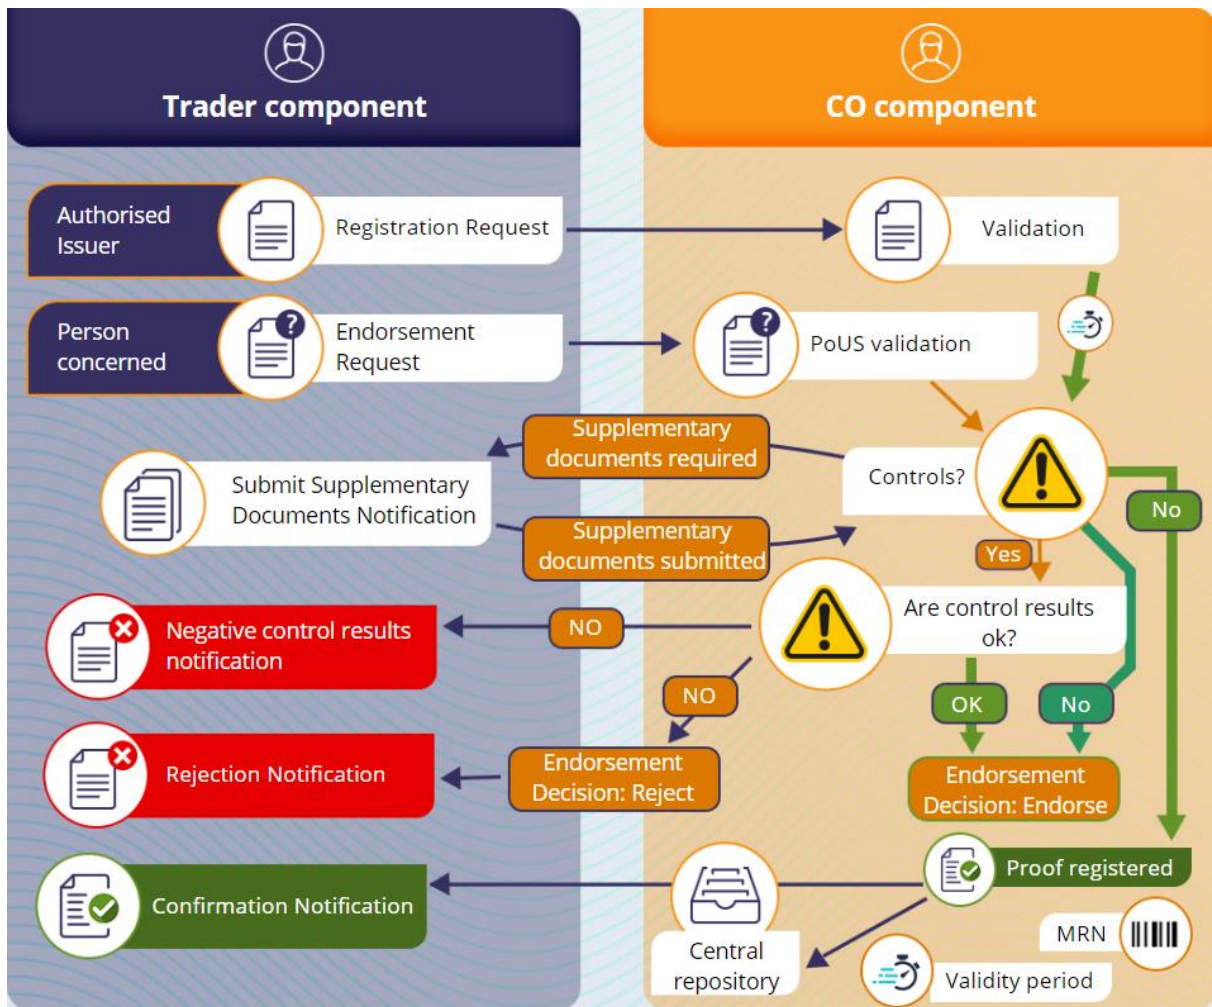 Trader component
CO component
Authorised
Issuer
Registration Request
Validation
Person
concerned
?
Endorsement
Request
?
PoUS validation
Supplementary
documents required
Submit Supplementary
Documents Notification
Supplementary
documents submitted
Controls?
No
Yes
Are control results
ok?
Negative control results
notification
NO
NO
OK
No
Rejection Notification
Endorsement
Decision: Reject
Endorsement
Decision: Endorse
Proof registered
Confirmation Notification
Central
repository
MRN
Validity period